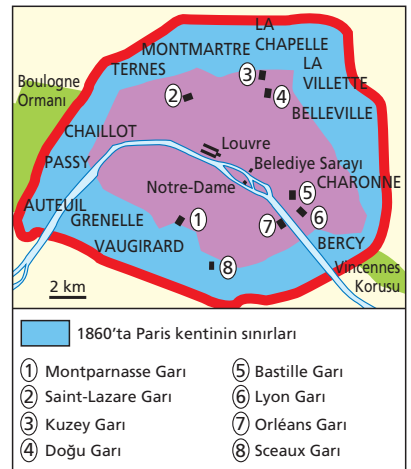 LA
CHAPELLE
MONTMARTRE
TERNES
LA
VILLETTE
Boulogne
Ormanı
3
2
4
BELLEVILLE
CHAILLOT
Louvre
Belediye Sarayı
PASSY
Notre-Dame
CHARONNE
5
AUTEUIL
GRENELLE
1
7
6
VAUGIRARD
BERCY
8
Vincennes
Korusu
2 km
1860'ta Paris kentinin sınırları
1 Montparnasse Garı
2 Saint-Lazare Garı
3 Kuzey Garı
4 Doğu Garı
5 Bastille Garı
6 Lyon Garı
7 Orléans Garı
8 Sceaux Garı